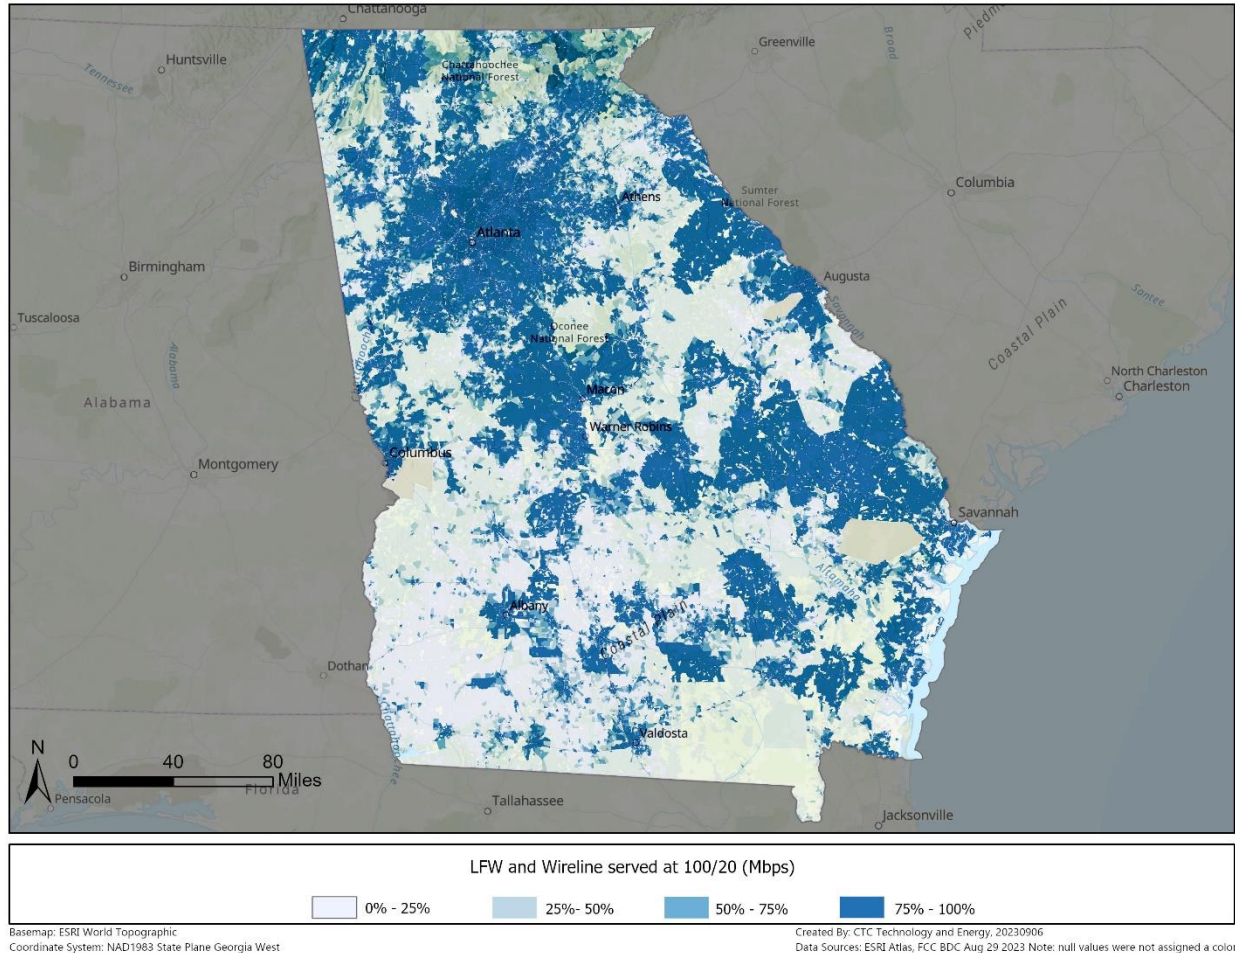 Chattanooga
Piedm
Huntsville
Greenville
Broad
Tennessee
Chattahoochee
National Forest
Columbia
Athens
Sumter
National Forest
Atlanta
Birmingham
Augusta
Santee
Savannah
Coastal Plain
Tuscaloosa
Oconee
National Forest
North Charleston
Charleston
Alabama
Macon
Alabama
Warner Robins
Columbus
Montgomery
Savannah
Altamaha
Albany
Coastal Plain
Dothan
Chattahoochee
Valdosta
N
0 40 80
Miles
Florida
Pensacola
Tallahassee
Jacksonville
LFW and Wireline served at 100/20 (Mbps)
0% - 25% 25%- 50% 50% - 75% 75% - 100%
Basemap: ESRI World Topographic
Coordinate System: NAD1983 State Plane Georgia West
Created By: CTC Technology and Energy, 20230906
Data Sources: ESRI Atlas, FCC BDC Aug 29 2023 Note: null values were not assigned a color